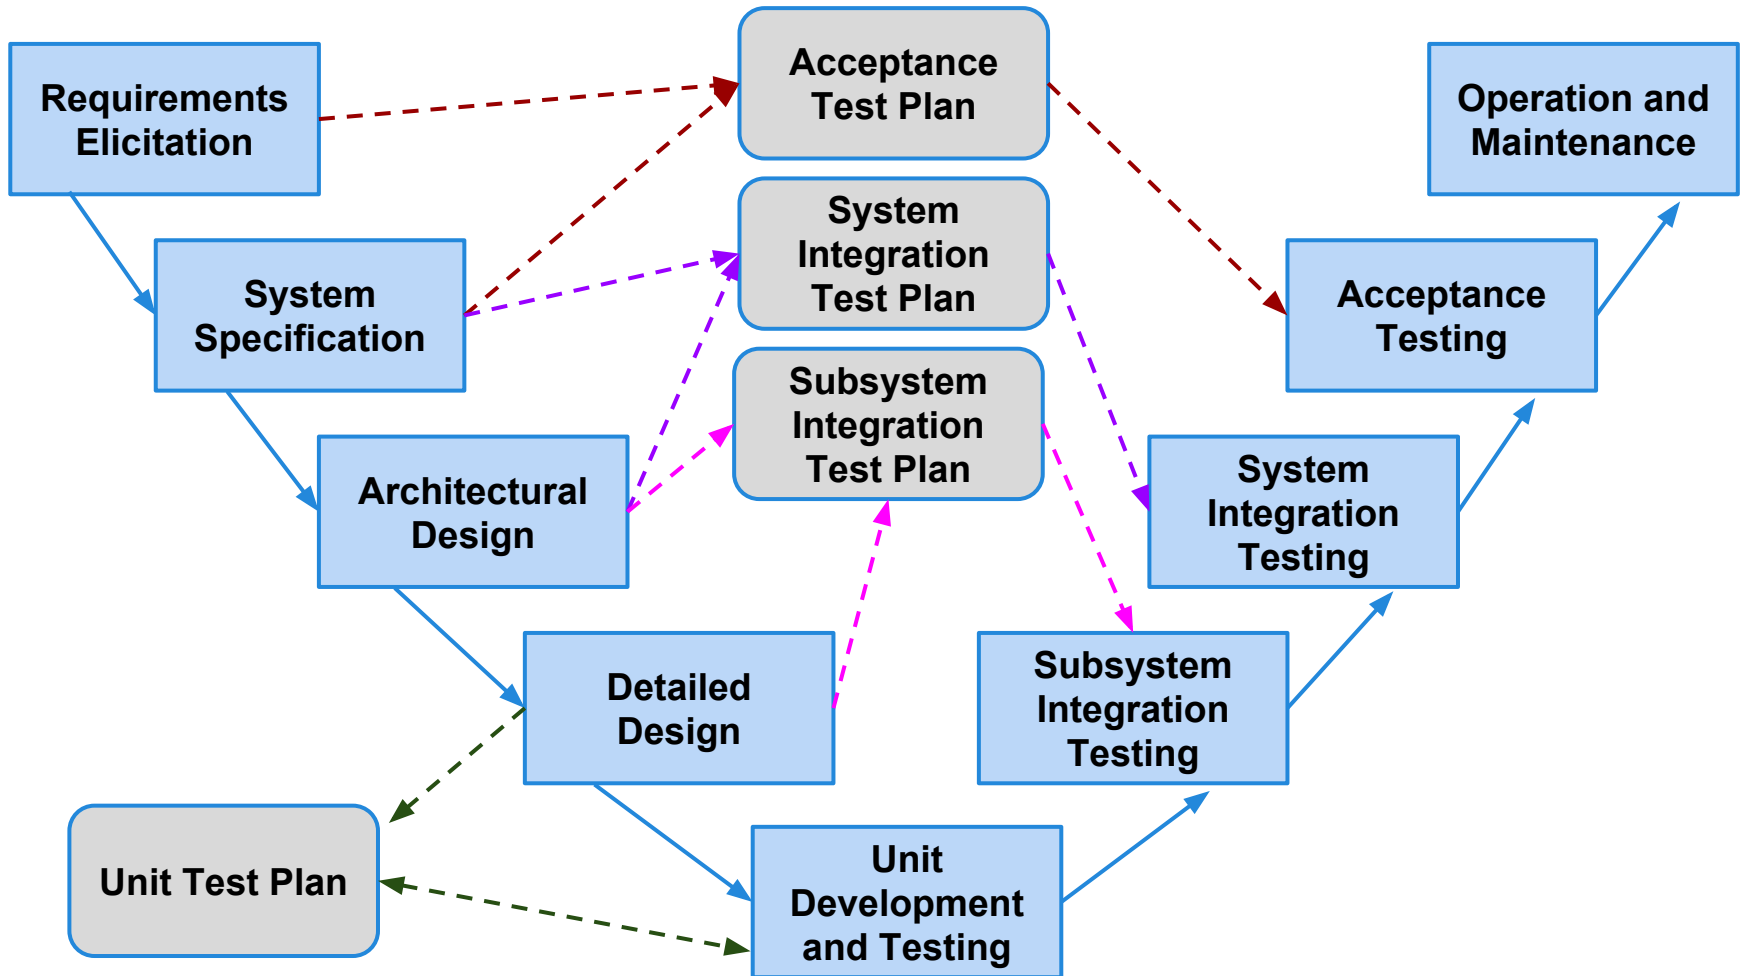 Requirements
Elicitation
Acceptance
Test Plan
Operation and
Maintenance
System
Specification
System
Integration
Test Plan
Acceptance
Testing
Architectural
Design
Subsystem
Integration
Test Plan
System
Integration
Testing
Detailed
Design
Subsystem
Integration
Testing
Unit Test Plan
Unit
Development
and Testing